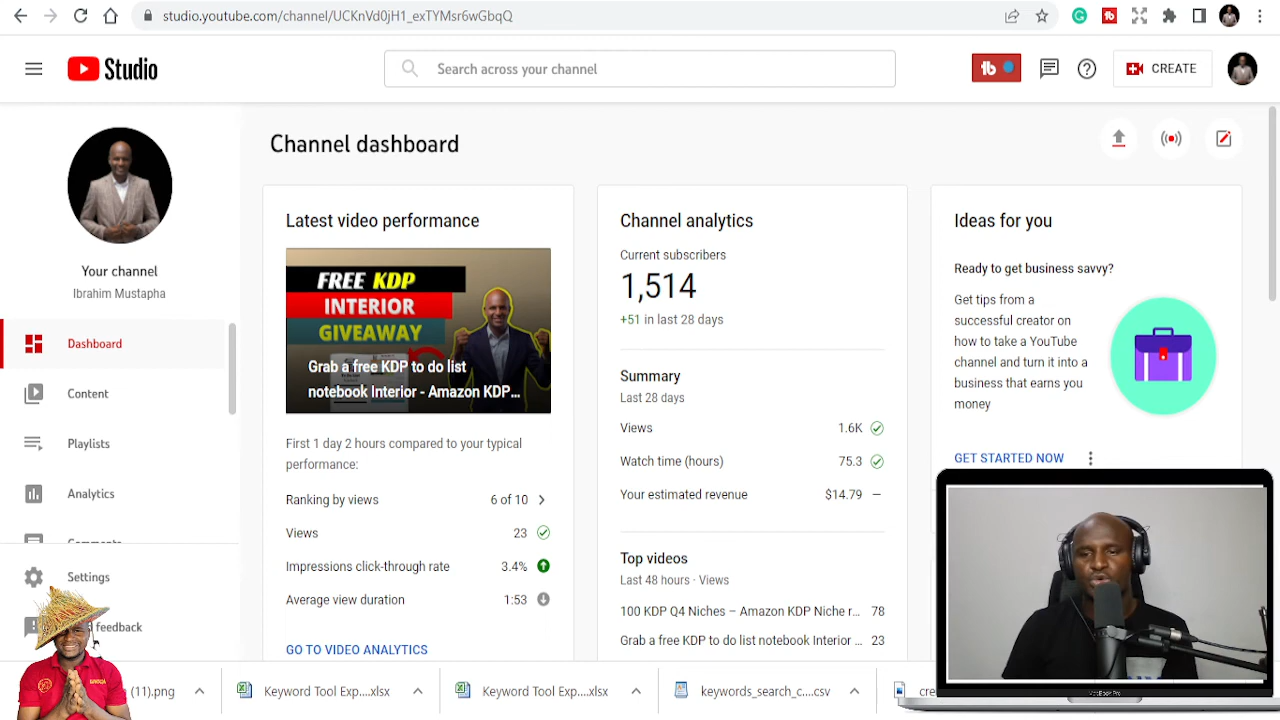 studio.youtube.com/channel/UCKnVd0jH1_exTYMsr6wGbqQ
Studio
Search across your channel
CREATE
Your channel
Ibrahim Mustapha
Dashboard
Content
Playlists
Analytics
Comments
Settings
feedback
Channel dashboard
Latest video performance
FREE KDP
INTERIOR
GIVEAWAY
Grab a free KDP to do list
notebook Interior - Amazon KDP...
First 1 day 2 hours compared to your typical
performance:
Ranking by views 6 of 10
Views 23
Impressions click-through rate 3.4%
Average view duration 1:53
GO TO VIDEO ANALYTICS
Channel analytics
Current subscribers
1,514
+51 in last 28 days
Summary
Last 28 days
Views 1.6K
Watch time (hours) 75.3
Your estimated revenue $14.79 –
Top videos
Last 48 hours · Views
100 KDP Q4 Niches – Amazon KDP Niche r... 78
Grab a free KDP to do list notebook Interior ... 23
Ideas for you
Ready to get business savvy?
Get tips from a
successful creator on
how to take a YouTube
channel and turn it into a
business that earns you
money
GET STARTED NOW
MacBook Pro
(11).png
Keyword Tool Exp....xlsx
Keyword Tool Exp....xlsx
keywords_search_c....csv
cre